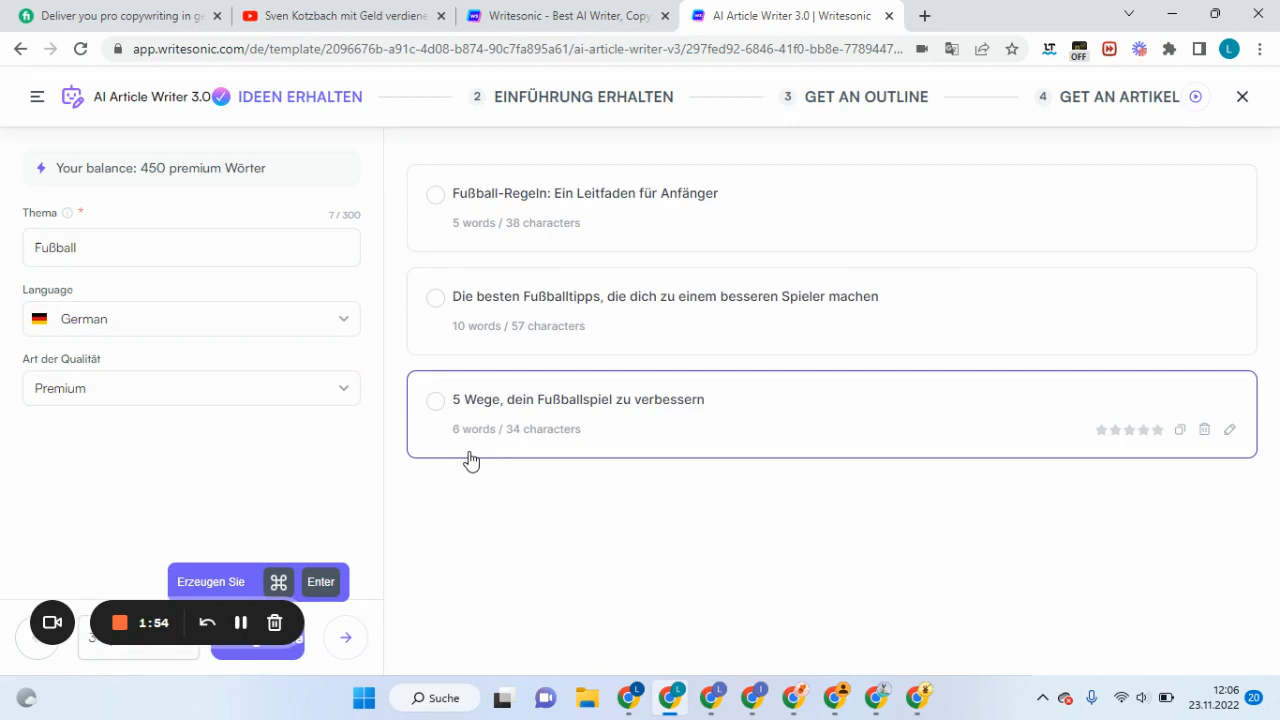 Deliver you pro copywriting in ge
Sven Kotzbach mit Geld verdiene
Writesonic - Best AI Writer, Copy
AI Article Writer 3.0 | Writesonic
app.writesonic.com/de/template/2096676b-a91c-4d08-b874-90c7fa895a61/ai-article-writer-v3/297fed92-6846-41f0-bb8e-7789447...
LT
OFF
L
AI Article Writer 3.0
IDEEN ERHALTEN
2 EINFÜHRUNG ERHALTEN
3 GET AN OUTLINE
4 GET AN ARTIKEL
Your balance: 450 premium Wörter
Thema * 7 / 300
Fußball
Language
German
Art der Qualität
Premium
Fußball-Regeln: Ein Leitfaden für Anfänger
5 words / 38 characters
Die besten Fußballtipps, die dich zu einem besseren Spieler machen
10 words / 57 characters
5 Wege, dein Fußballspiel zu verbessern
6 words / 34 characters
Erzeugen Sie ⌘ Enter
1:54
Suche
12:06
23.11.2022
20